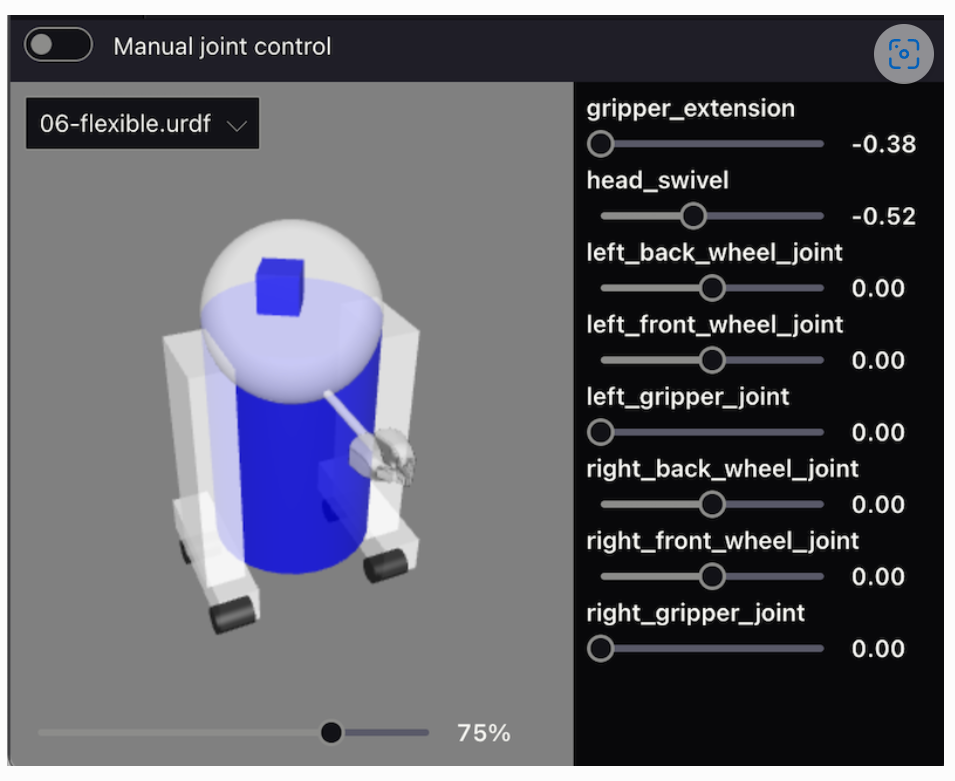 Manual joint control
06-flexible.urdf
gripper_extension
-0.38
head_swivel
-0.52
left_back_wheel_joint
0.00
left_front_wheel_joint
0.00
left_gripper_joint
0.00
right_back_wheel_joint
0.00
right_front_wheel_joint
0.00
right_gripper_joint
0.00
75%